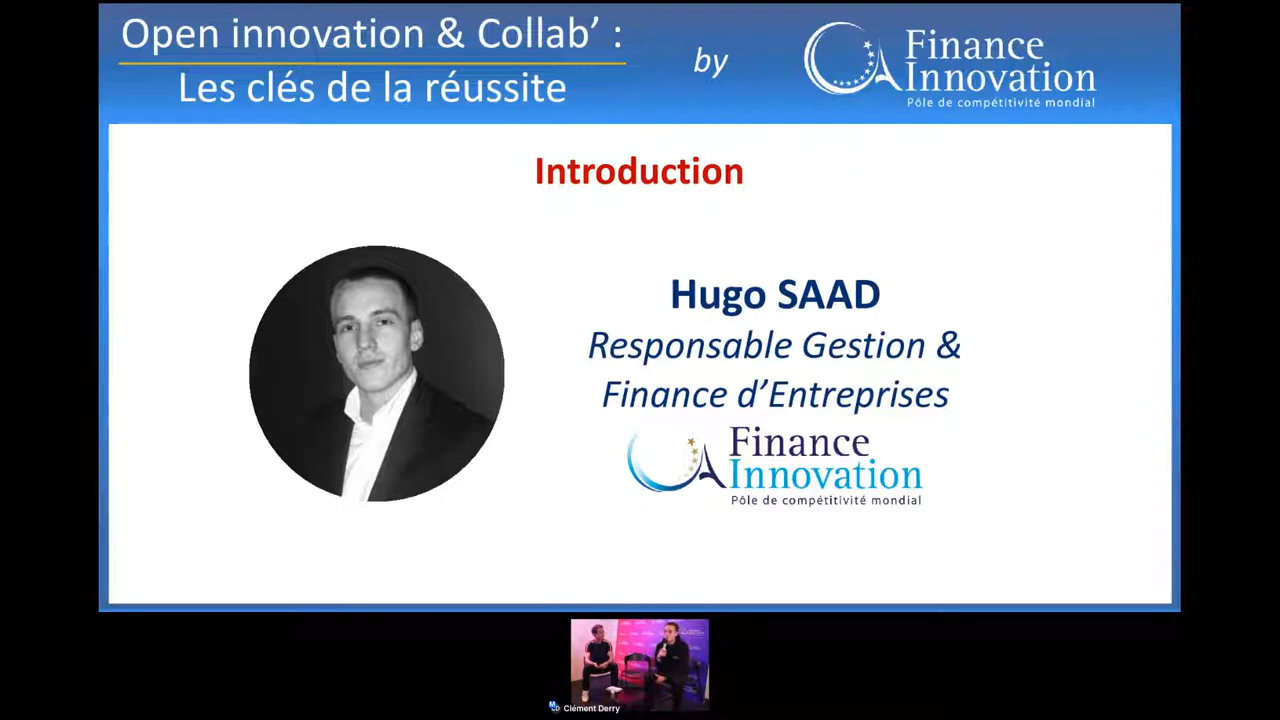 Open innovation & Collab’ :
Les clés de la réussite
by
Finance
Innovation
Pôle de compétitivité mondial
Introduction
Hugo SAAD
Responsable Gestion &
Finance d’Entreprises
Finance
Innovation
Pôle de compétitivité mondial
Clément Derry